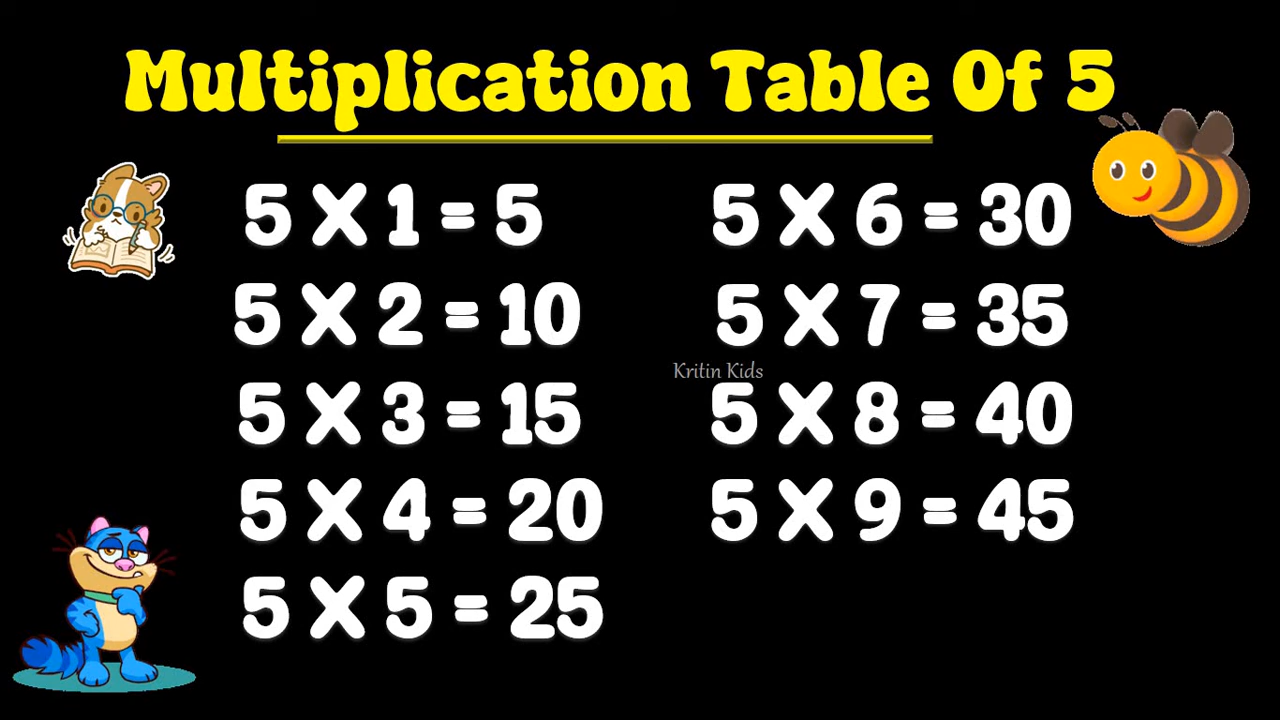 Multiplication Table Of 5
5 X 1 = 5
5 X 2 = 10
5 X 3 = 15
5 X 4 = 20
5 X 5 = 25
5 X 6 = 30
5 X 7 = 35
Kritin Kids
5 X 8 = 40
5 X 9 = 45